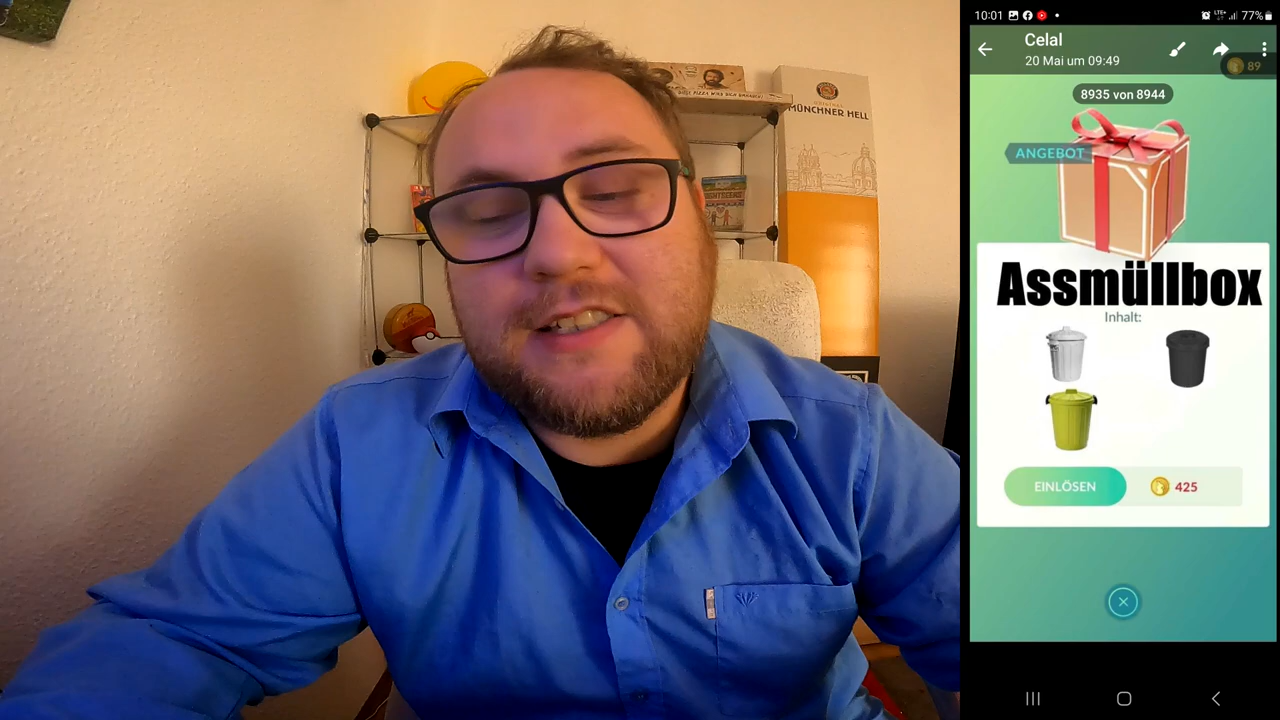 MÜNCHNER HELL
10:01
LTE+
77%
Celal
20 Mai um 09:49
89
8935 von 8944
ANGEBOT
Assmüllbox
Inhalt:
EINLÖSEN
425